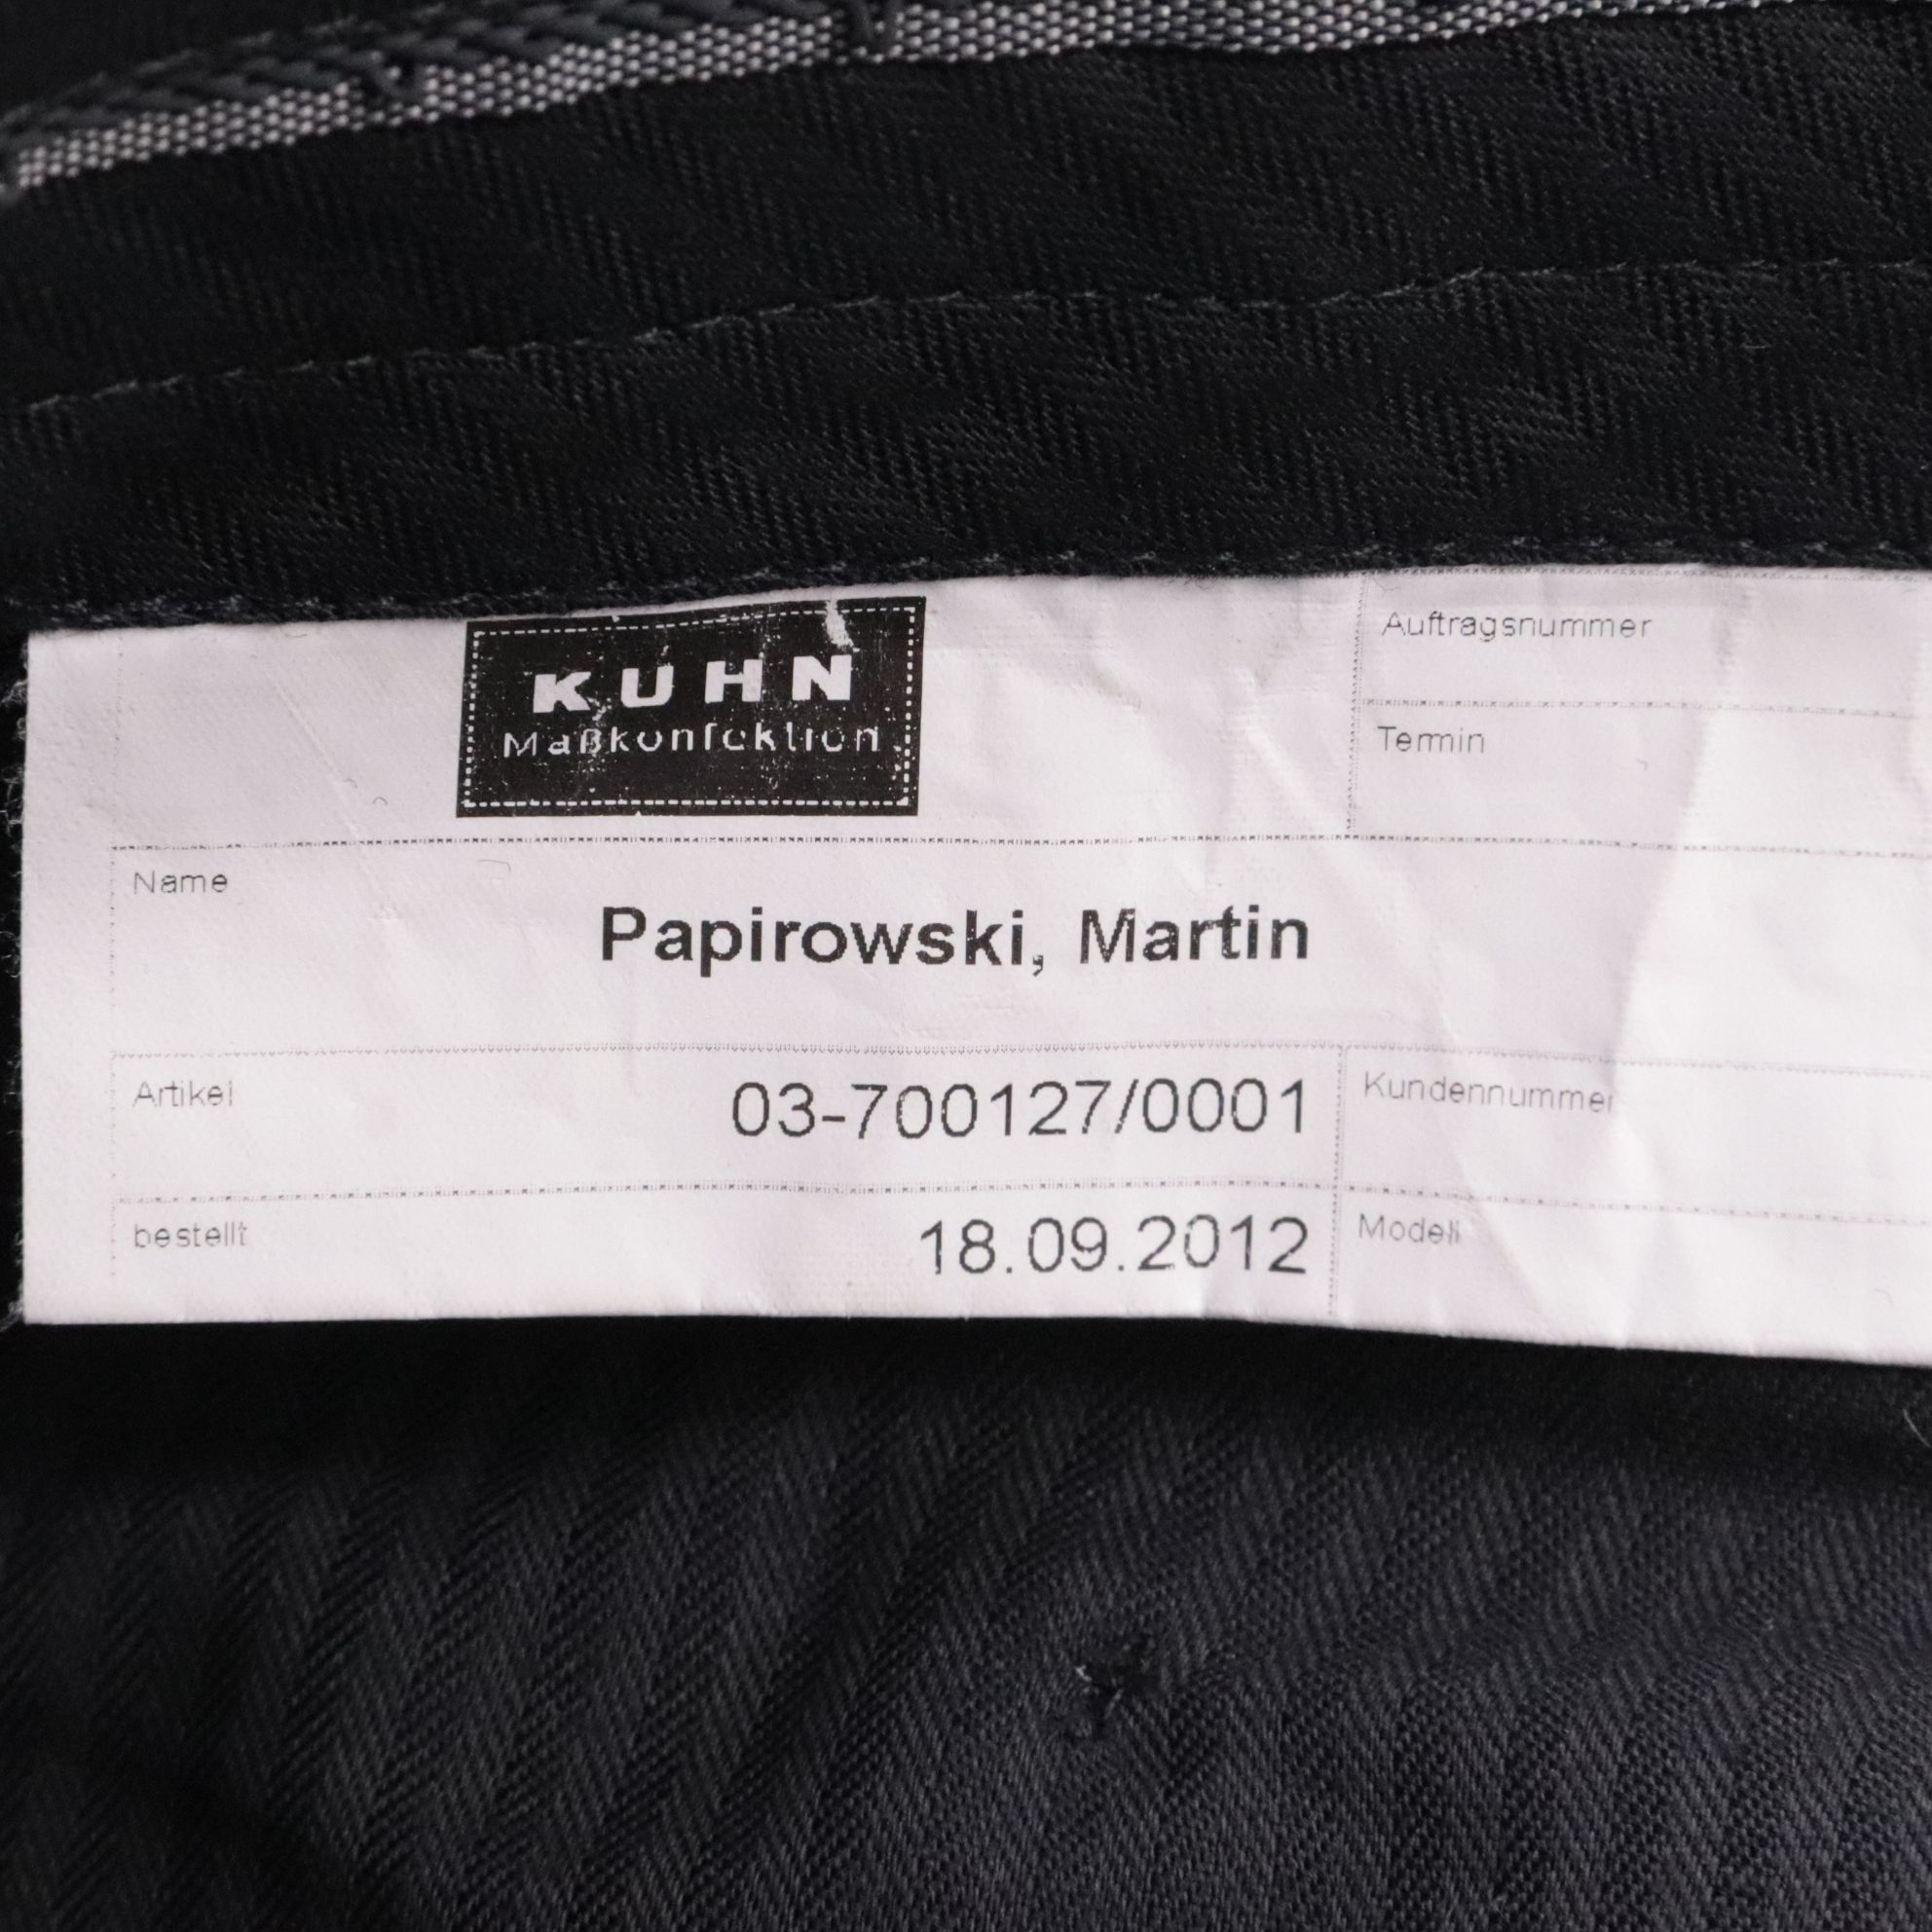 KUHN
Maßkonfektion
Auftragsnummer
Termin
Name
Papirowski, Martin
Artikel
03-700127/0001
Kundennummer
bestellt
18.09.2012
Modell